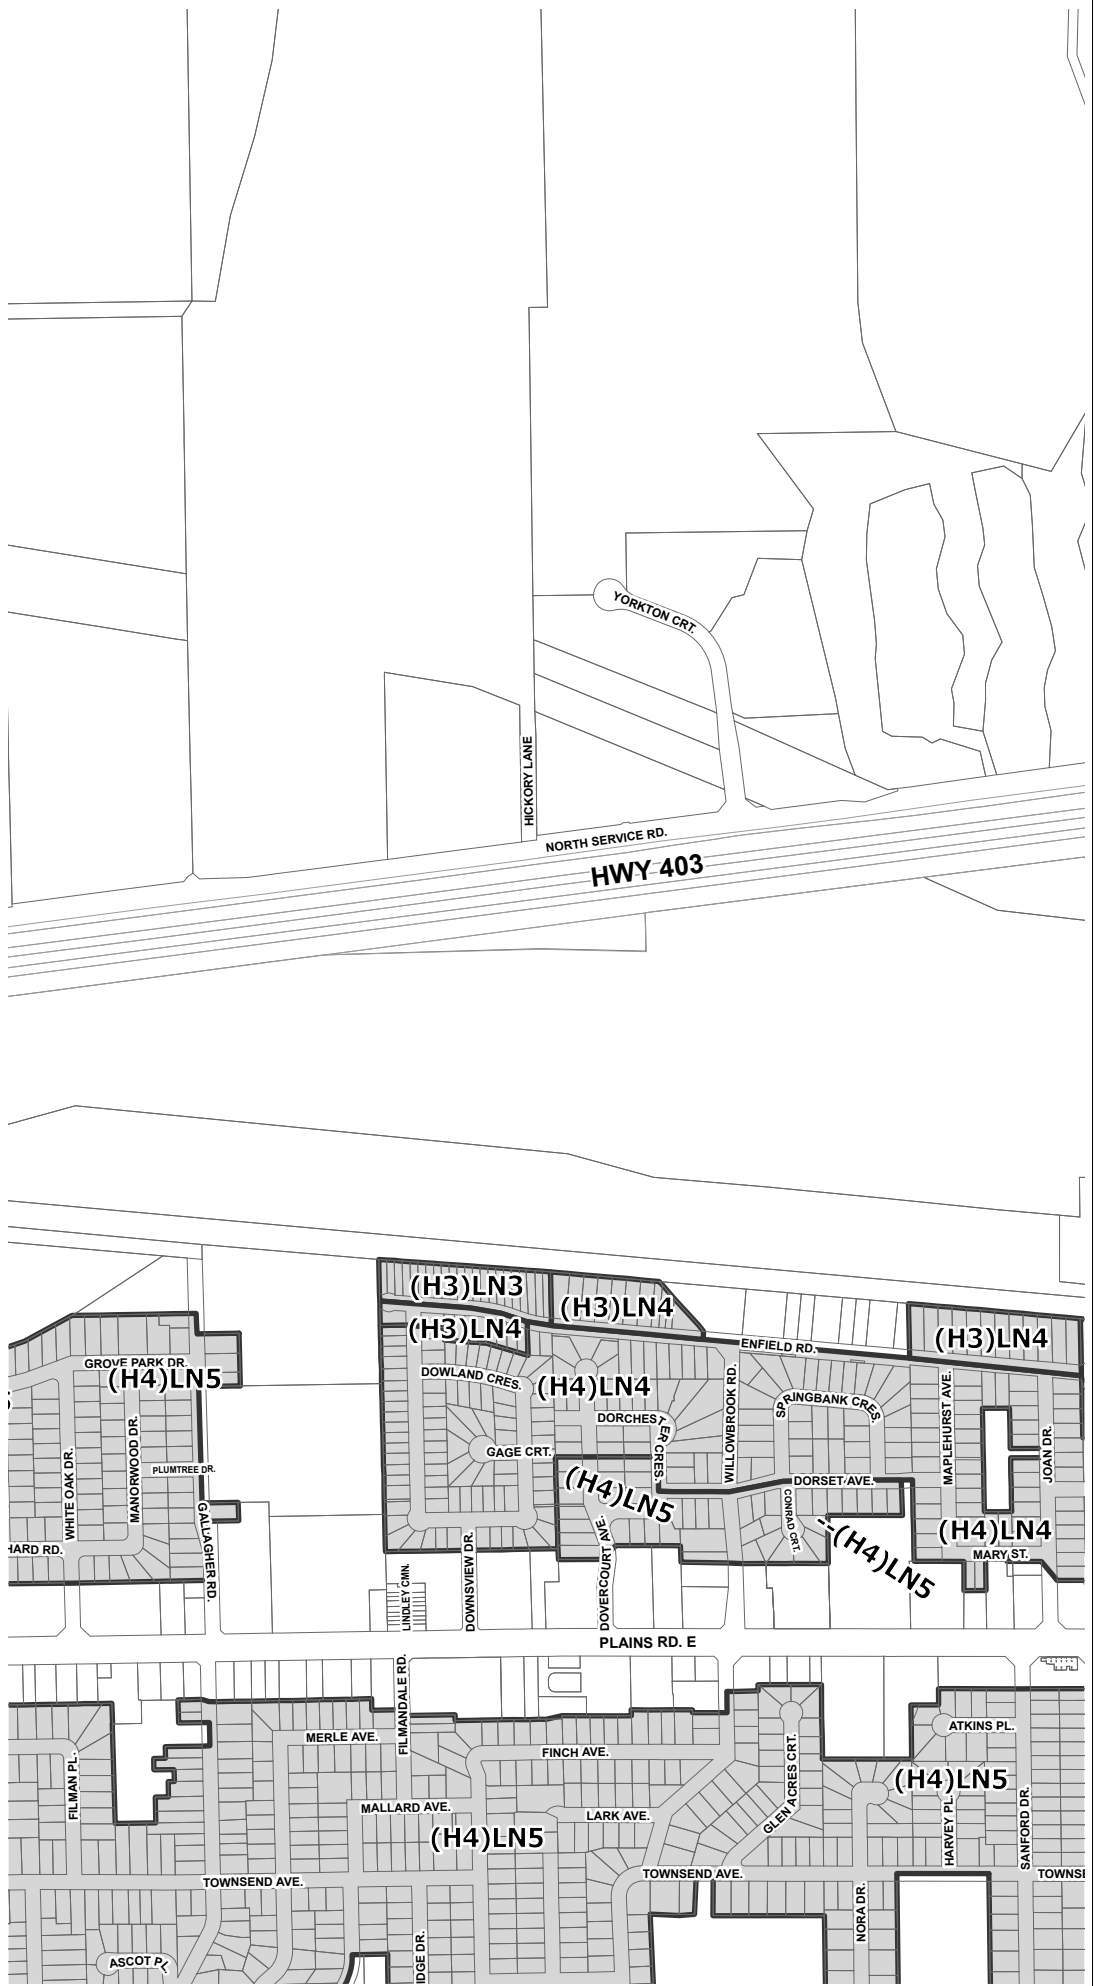 YORKTON CRT.
HICKORY LANE
NORTH SERVICE RD.
HWY 403
(H3)LN3
(H3)LN4
(H3)LN4
(H3)LN4
ENFIELD RD.
GROVE PARK DR.
(H4)LN5
DOWLAND CRES.
(H4)LN4
WILLOWBROOK RD.
SPRINGBANK CRES.
MAPLEHURST AVE.
JOAN DR.
DORCHESTER CRES.
GAGE CRT.
WHITE OAK DR.
MANORWOOD DR.
PLUMTREE DR.
(H4)LN5
DORSET AVE.
CONRAD CRT.
GALLAGHER RD.
HARD RD.
--(H4)LN5
(H4)LN4
MARY ST.
LINDLEY CMN.
DOWNSVIEW DR.
DOVERCOURT AVE.
PLAINS RD. E
FILMANDALE RD.
MERLE AVE.
FINCH AVE.
ATKINS PL.
FILMAN PL.
GLEN ACRES CRT.
(H4)LN5
MALLARD AVE.
LARK AVE.
HARVEY PL.
SANFORD DR.
(H4)LN5
TOWNSEND AVE.
TOWNSEND AVE.
TOWNSE
NORA DR.
IDGE DR.
ASCOT PL